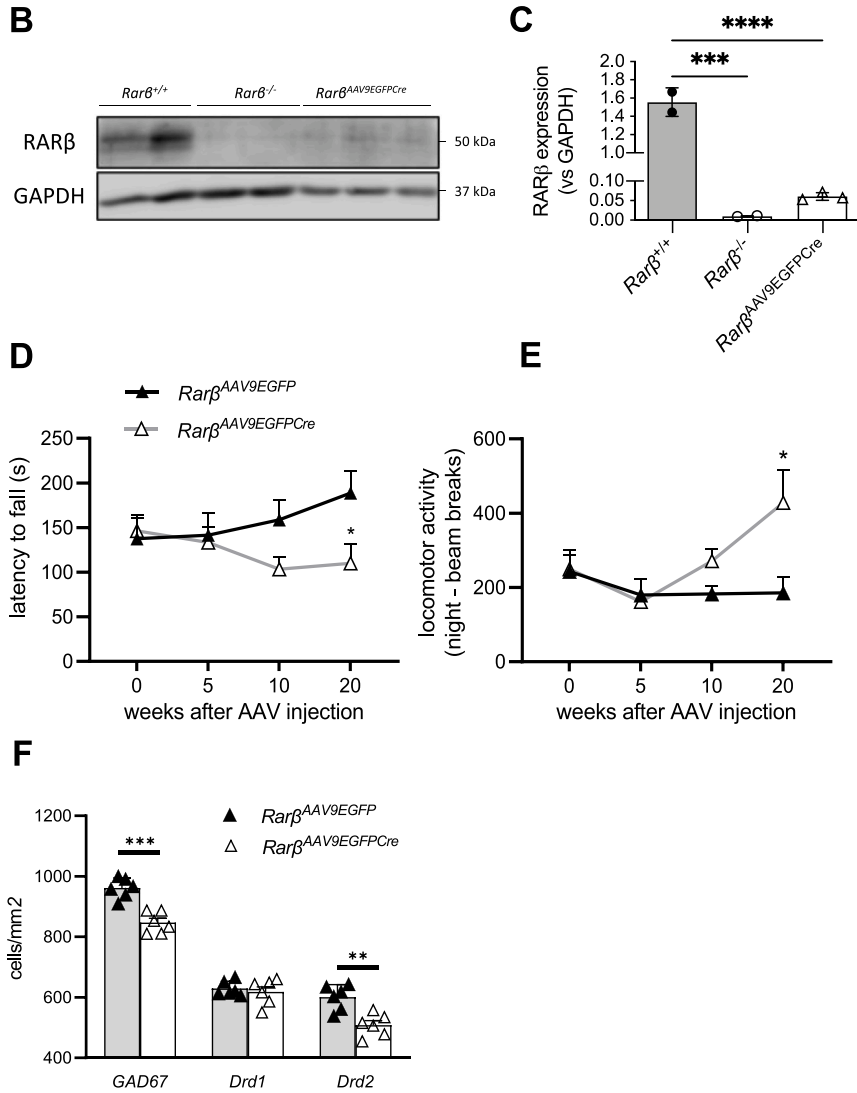 B
Rarβ+/+ Rarβ-/- RarβAAV9EGFPCre
RARβ
50 kDa
GAPDH
37 kDa
C
****
***
RARβ expression
(vs GAPDH)
2.0
1.8
1.6
1.4
1.2
1.0
0.10
0.05
0.00
Rarβ+/+
Rarβ-/-
RarβAAV9EGFPCre
D
RarβAAV9EGFP
RarβAAV9EGFPCre
latency to fall (s)
250
200
150
100
50
0
*
0 5 10 20
weeks after AAV injection
E
locomotor activity
(night - beam breaks)
600
400
200
0
*
0 5 10 20
weeks after AAV injection
F
RarβAAV9EGFP
RarβAAV9EGFPCre
cells/mm2
1200
1000
800
600
400
***
**
GAD67 Drd1 Drd2